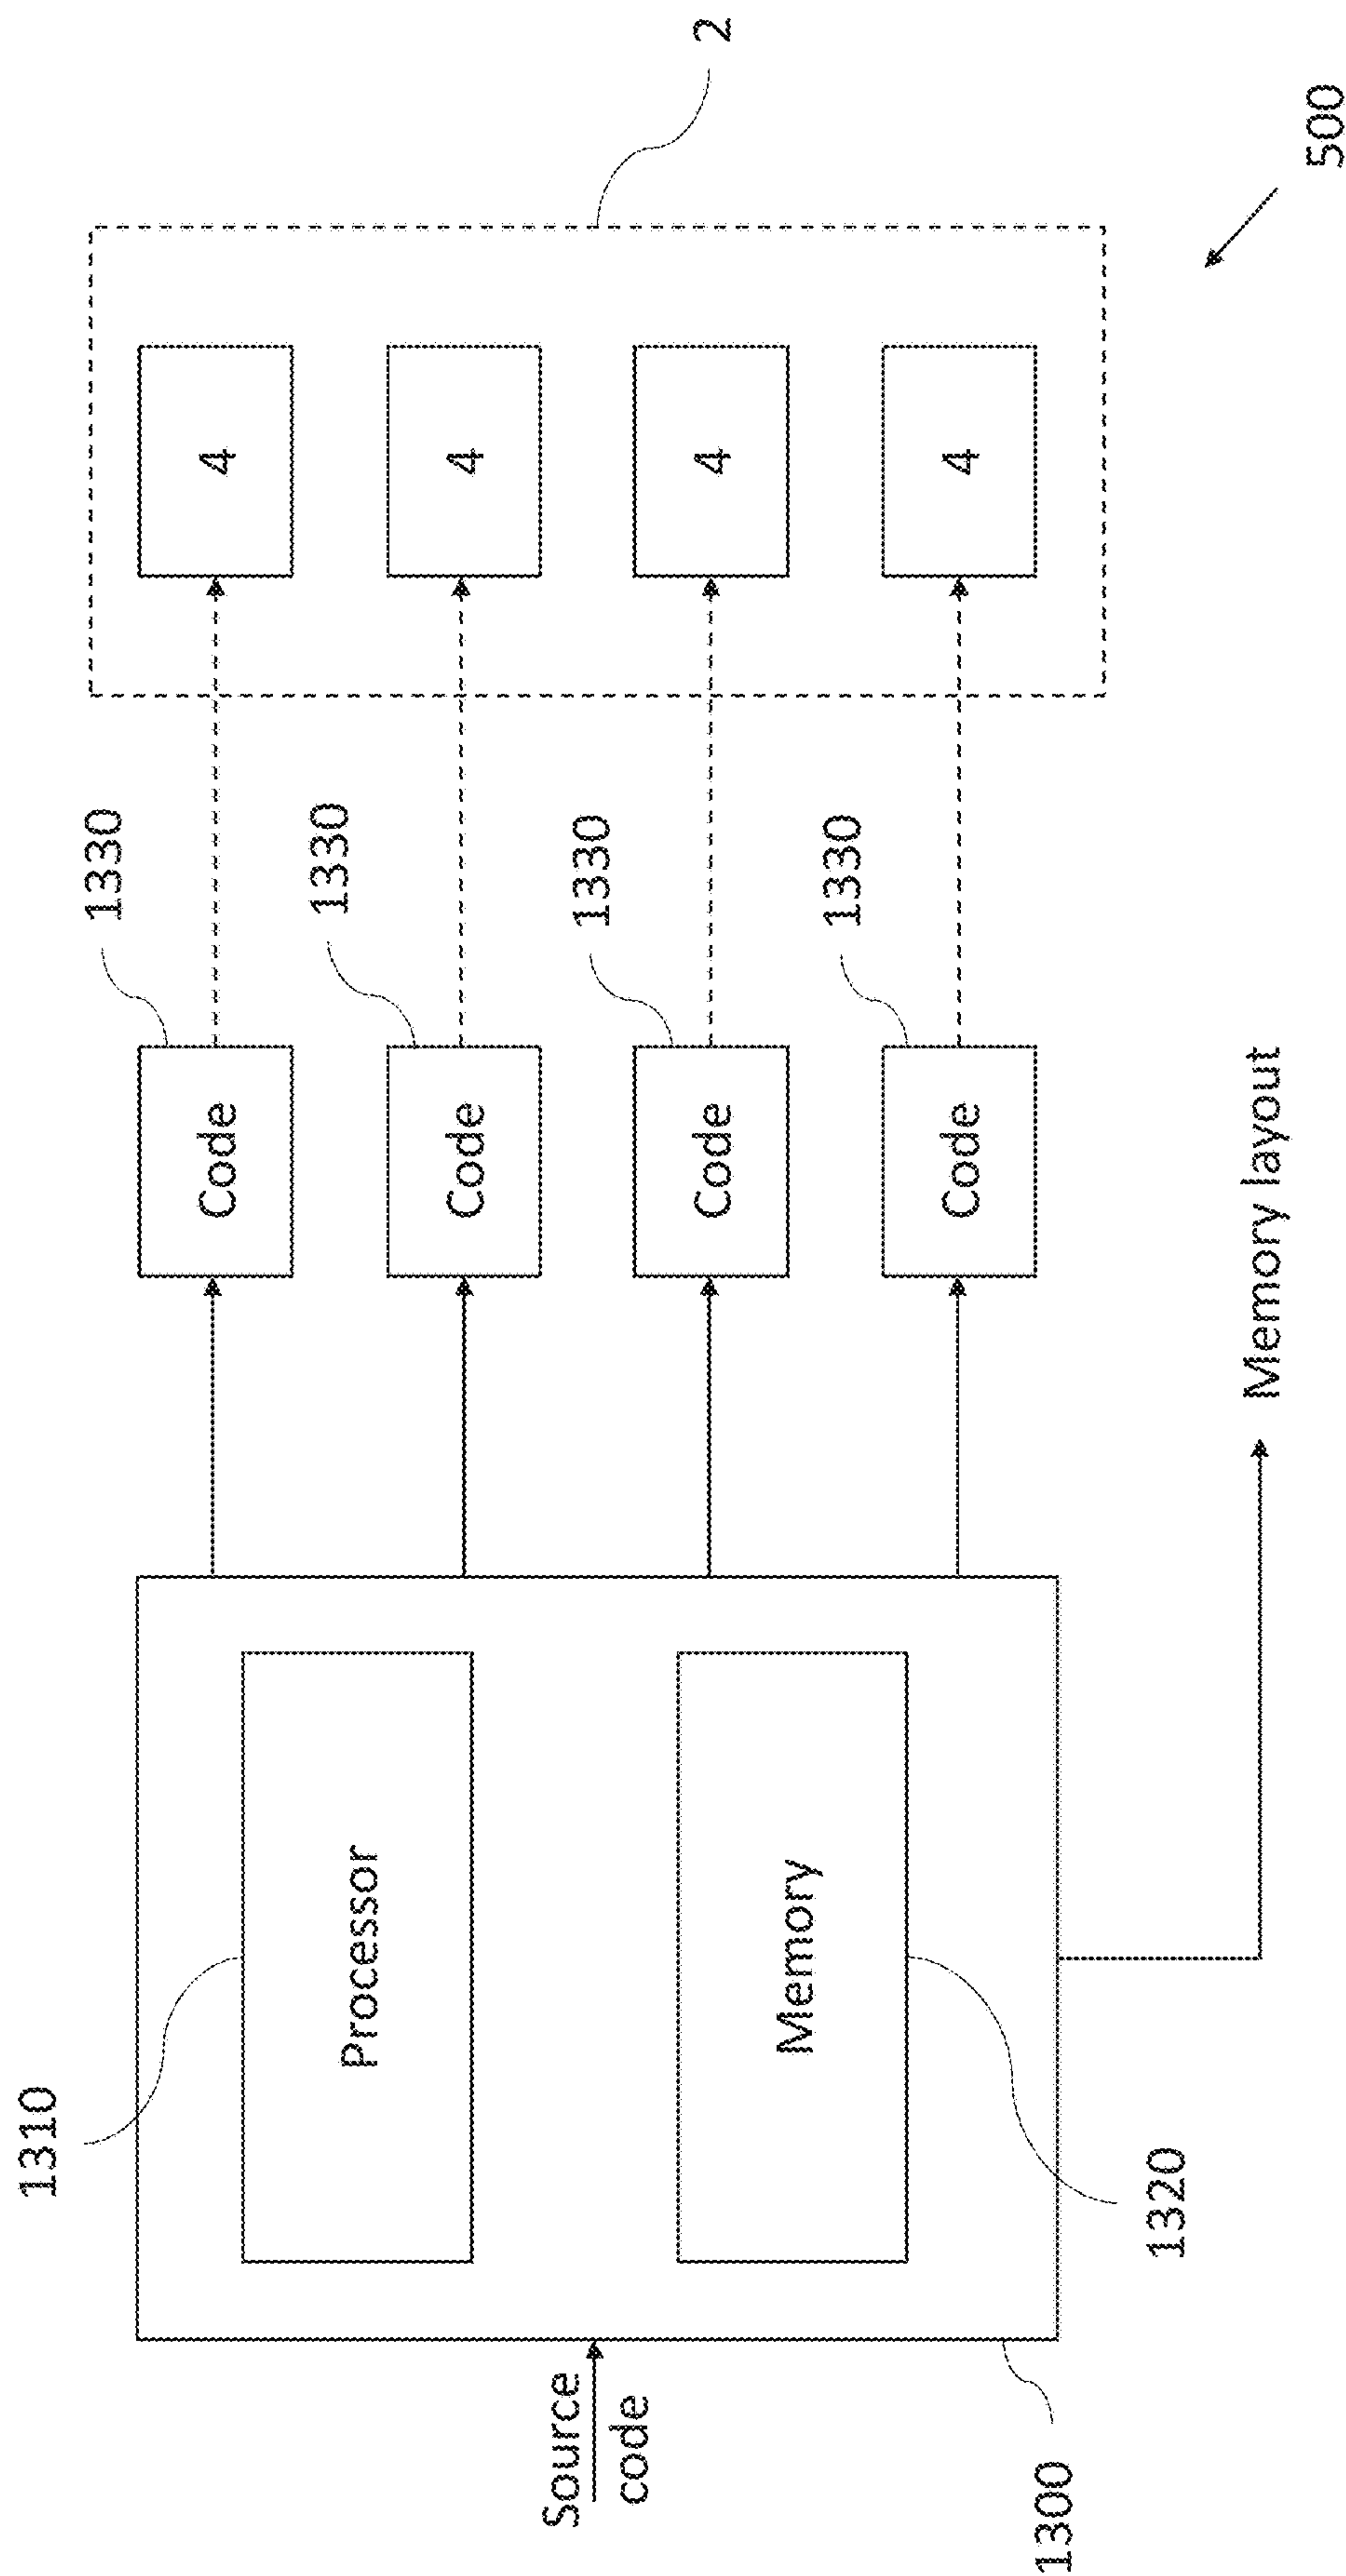 1310
Processor
Memory
1320
1300
Source
code
1330
Code
1330
Code
1330
Code
1330
Code
4
4
4
4
2
Memory layout
500